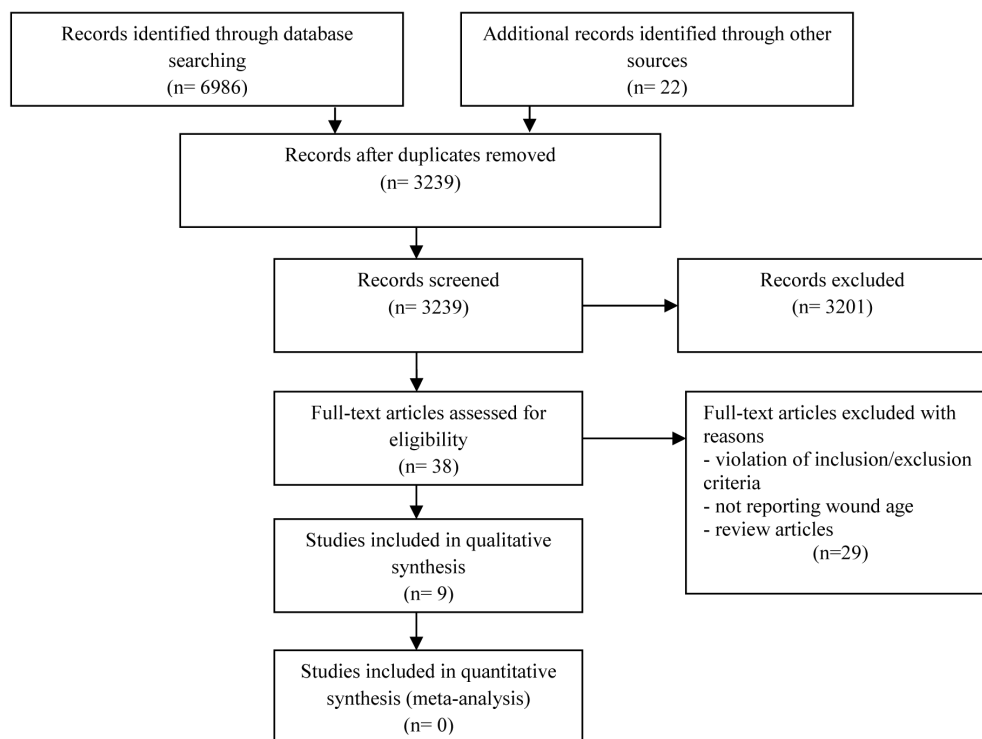 Records identified through database
searching
(n= 6986)
Additional records identified through other
sources
(n= 22)
Records after duplicates removed
(n= 3239)
Records screened
(n= 3239)
Records excluded
(n= 3201)
Full-text articles assessed for
eligibility
(n= 38)
Full-text articles excluded with
reasons
- violation of inclusion/exclusion
criteria
- not reporting wound age
- review articles
(n=29)
Studies included in qualitative
synthesis
(n= 9)
Studies included in quantitative
synthesis (meta-analysis)
(n= 0)